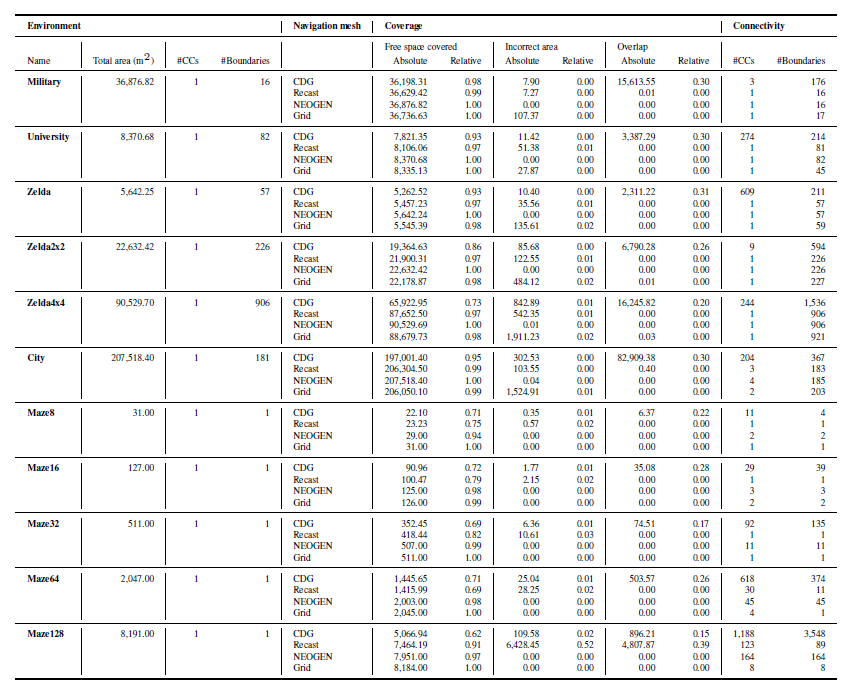 Environment Navigation mesh Coverage Connectivity
Free space covered Incorrect area Overlap
Name Total area (m2) #CCs #Boundaries Absolute Relative Absolute Relative Absolute Relative #CCs #Boundaries
Military 36,876.82 1 16 CDG 36,198.31 0.98 7.90 0.00 15,613.55 0.30 3 176
Recast 36,629.42 0.99 7.27 0.00 0.01 0.00 1 16
NEOGEN 36,876.82 1.00 0.00 0.00 0.00 0.00 1 16
Grid 36,736.63 1.00 107.37 0.00 0.00 0.00 1 17
University 8,370.68 1 82 CDG 7,821.35 0.93 11.42 0.00 3,387.29 0.30 274 214
Recast 8,106.06 0.97 51.38 0.01 0.00 0.00 1 81
NEOGEN 8,370.68 1.00 0.00 0.00 0.00 0.00 1 82
Grid 8,335.13 1.00 27.87 0.00 0.00 0.00 1 45
Zelda 5,642.25 1 57 CDG 5,262.52 0.93 10.40 0.00 2,311.22 0.31 609 211
Recast 5,457.23 0.97 35.56 0.01 0.00 0.00 1 57
NEOGEN 5,642.24 1.00 0.00 0.00 0.00 0.00 1 57
Grid 5,545.39 0.98 135.61 0.02 0.00 0.00 1 59
Zelda2x2 22,632.42 1 226 CDG 19,364.63 0.86 85.68 0.00 6,790.28 0.26 9 594
Recast 21,900.31 0.97 122.55 0.01 0.00 0.00 1 226
NEOGEN 22,632.42 1.00 0.00 0.00 0.00 0.00 1 226
Grid 22,178.87 0.98 484.12 0.02 0.01 0.00 1 227
Zelda4x4 90,529.70 1 906 CDG 65,922.95 0.73 842.89 0.01 16,245.82 0.20 244 1,536
Recast 87,652.50 0.97 542.35 0.01 0.00 0.00 1 906
NEOGEN 90,529.69 1.00 0.01 0.00 0.00 0.00 1 906
Grid 88,679.73 0.98 1,911.23 0.02 0.03 0.00 1 921
City 207,518.40 1 181 CDG 197,001.40 0.95 302.53 0.00 82,909.38 0.30 204 367
Recast 206,304.50 0.99 103.55 0.00 0.40 0.00 3 183
NEOGEN 207,518.40 1.00 0.04 0.00 0.00 0.00 4 185
Grid 206,050.10 0.99 1,524.91 0.01 0.00 0.00 2 203
Maze8 31.00 1 1 CDG 22.10 0.71 0.35 0.01 6.37 0.22 11 4
Recast 23.23 0.75 0.57 0.02 0.00 0.00 1 1
NEOGEN 29.00 0.94 0.00 0.00 0.00 0.00 2 2
Grid 31.00 1.00 0.00 0.00 0.00 0.00 1 1
Maze16 127.00 1 1 CDG 90.96 0.72 1.77 0.01 35.08 0.28 29 39
Recast 100.47 0.79 2.15 0.02 0.00 0.00 1 1
NEOGEN 125.00 0.98 0.00 0.00 0.00 0.00 3 3
Grid 126.00 0.99 0.00 0.00 0.00 0.00 2 2
Maze32 511.00 1 1 CDG 352.45 0.69 6.36 0.01 74.51 0.17 92 135
Recast 418.44 0.82 10.61 0.03 0.00 0.00 1 1
NEOGEN 507.00 0.99 0.00 0.00 0.00 0.00 11 11
Grid 511.00 1.00 0.00 0.00 0.00 0.00 1 1
Maze64 2,047.00 1 1 CDG 1,445.65 0.71 25.04 0.01 503.57 0.26 618 374
Recast 1,415.99 0.69 28.25 0.02 0.00 0.00 30 11
NEOGEN 2,003.00 0.98 0.00 0.00 0.00 0.00 45 45
Grid 2,045.00 1.00 0.00 0.00 0.00 0.00 4 1
Maze128 8,191.00 1 1 CDG 5,066.94 0.62 109.58 0.02 896.21 0.15 1,188 3,548
Recast 7,464.19 0.91 6,428.45 0.52 4,807.87 0.39 123 89
NEOGEN 7,951.00 0.97 0.00 0.00 0.00 0.00 164 164
Grid 8,184.00 1.00 0.00 0.00 0.00 0.00 8 8